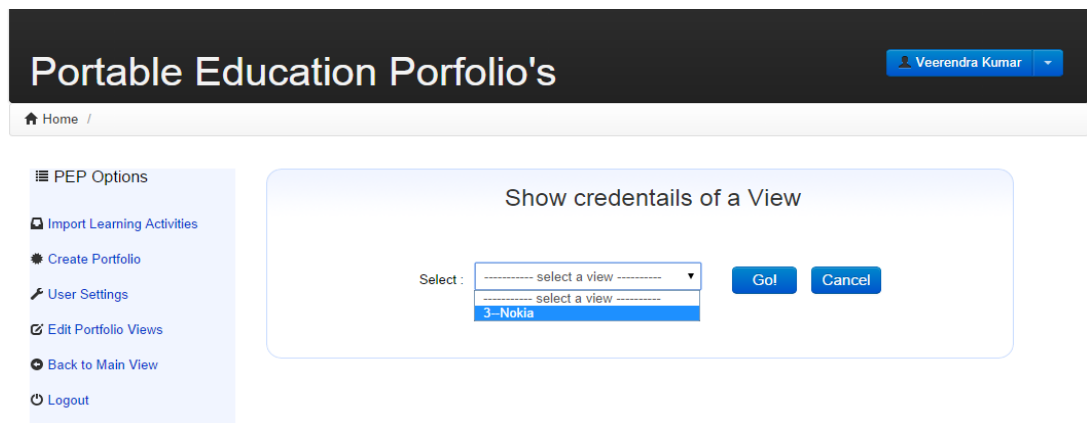 Portable Education Porfolio's
Veerendra Kumar
Home /
PEP Options
Import Learning Activities
Create Portfolio
User Settings
Edit Portfolio Views
Back to Main View
Logout
Show credentails of a View
Select : ----------- select a view ---------- Go! Cancel
----------- select a view ----------
3--Nokia